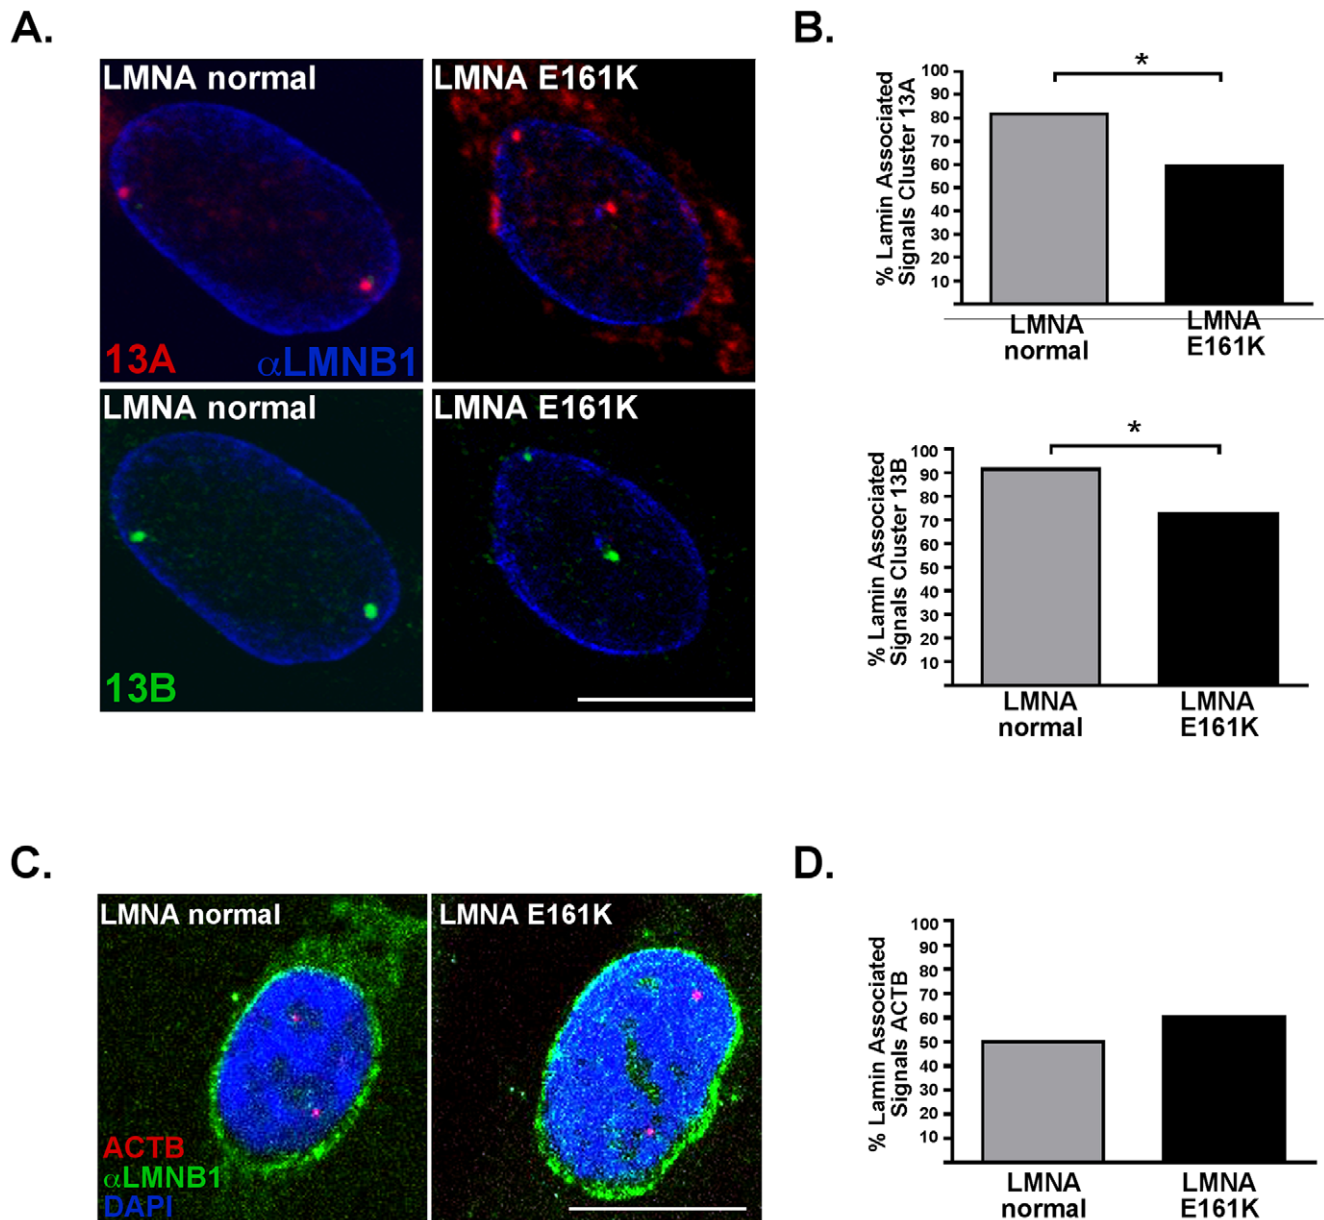 A.
LMNA normal
LMNA E161K
13A
αLMNB1
LMNA normal
LMNA E161K
13B
B.
% Lamin Associated
Signals Cluster 13A
100
90
80
70
60
50
40
30
20
10
*
LMNA
normal
LMNA
E161K
% Lamin Associated
Signals Cluster 13B
100
90
80
70
60
50
40
30
20
10
*
LMNA
normal
LMNA
E161K
C.
LMNA normal
LMNA E161K
ACTB
αLMNB1
DAPI
D.
% Lamin Associated
Signals ACTB
100
90
80
70
60
50
40
30
20
10
LMNA
normal
LMNA
E161K